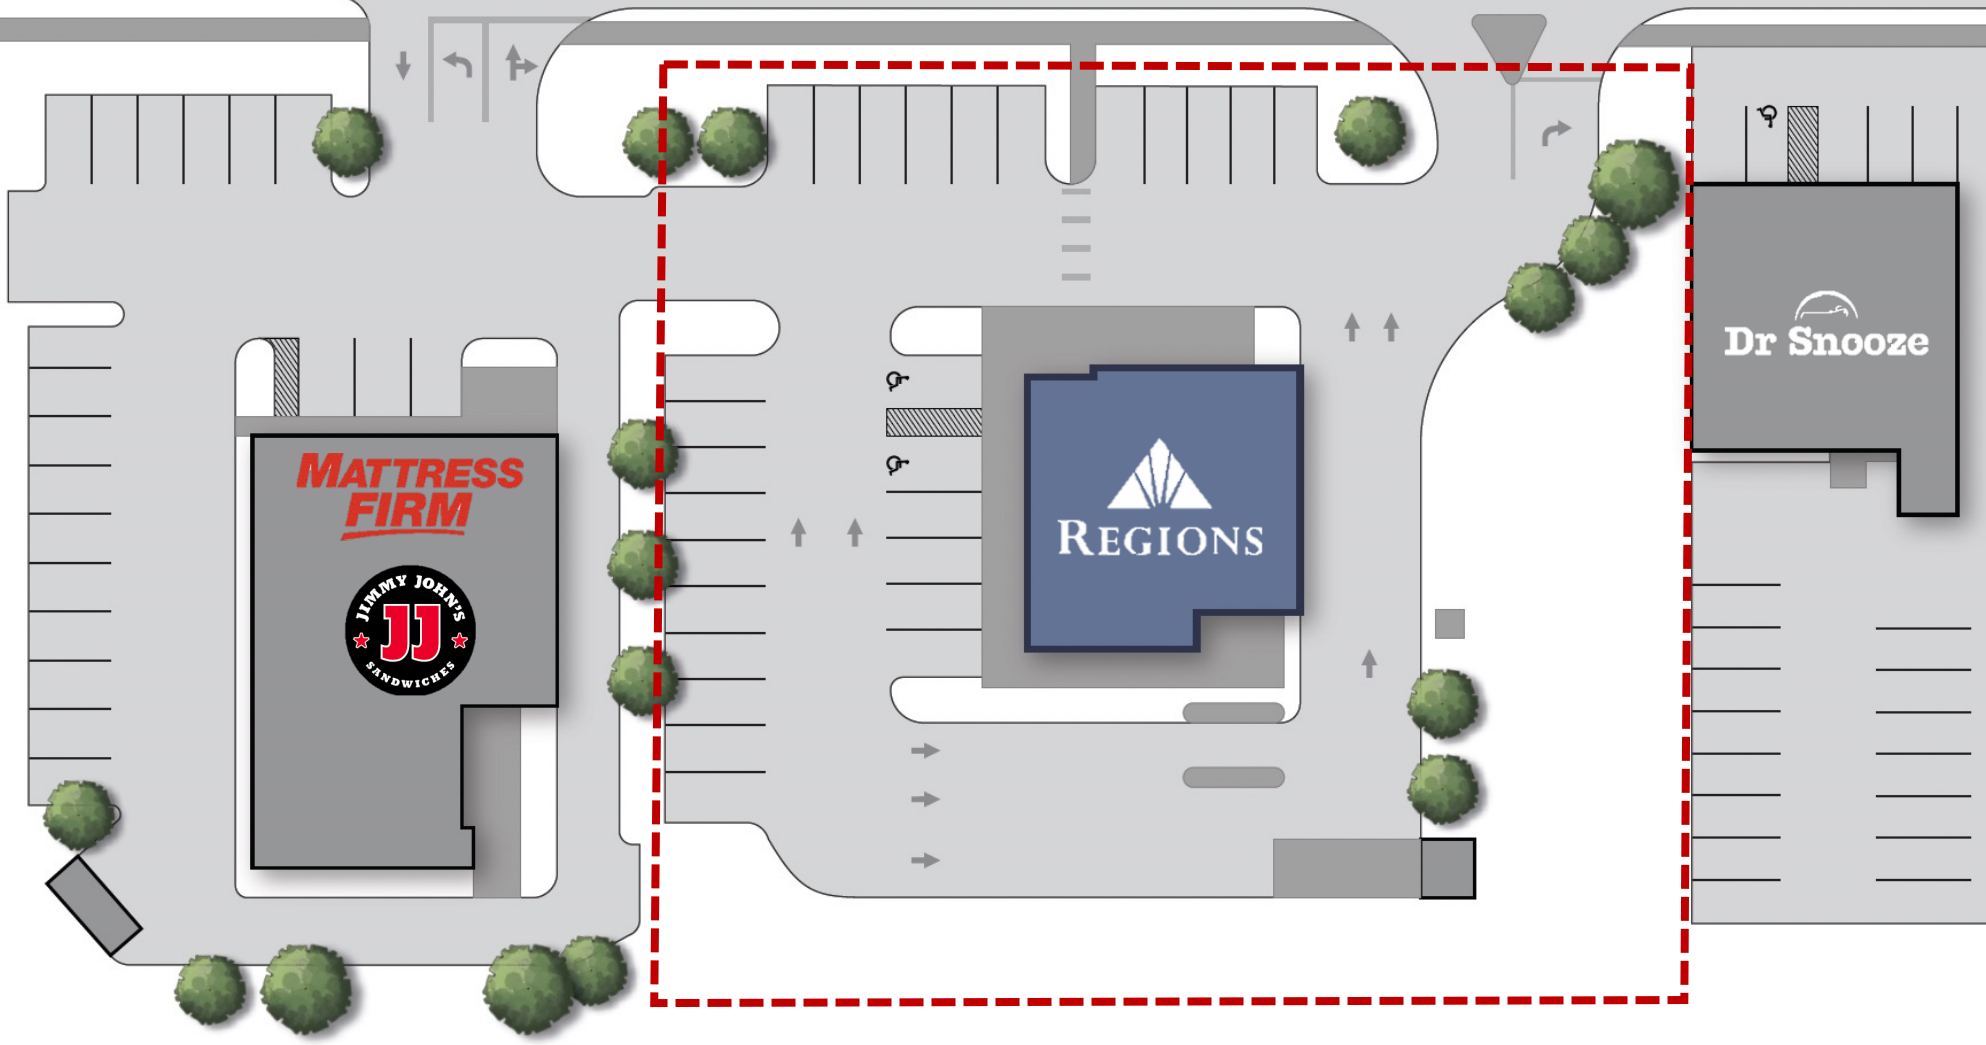 MATTRESS
FIRM
JIMMY JOHN'S
JJ
SANDWICHES
REGIONS
Dr Snooze